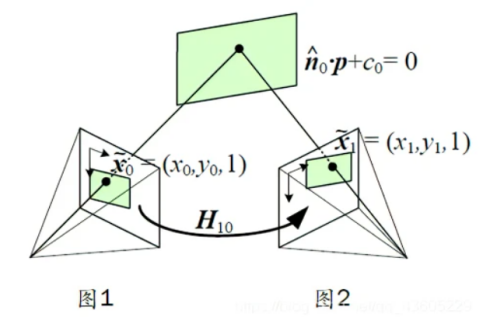 n̂₀·p+c₀= 0
x̃₀ = (x₀,y₀,1)
x̃₁ = (x₁,y₁,1)
H₁₀
图1
图2